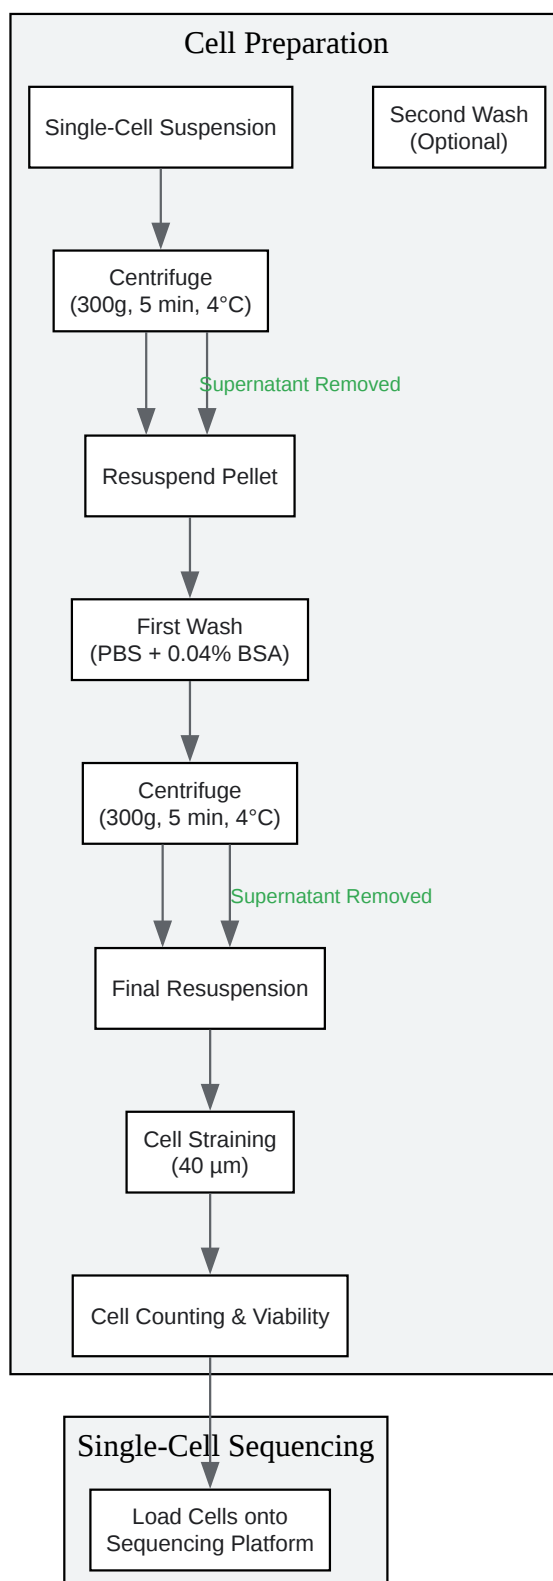 Cell Preparation
Single-Cell Suspension
Second Wash
(Optional)
Centrifuge
(300g, 5 min, 4°C)
Supernatant Removed
Resuspend Pellet
First Wash
(PBS + 0.04% BSA)
Centrifuge
(300g, 5 min, 4°C)
Supernatant Removed
Final Resuspension
Cell Straining
(40 µm)
Cell Counting & Viability
Single-Cell Sequencing
Load Cells onto
Sequencing Platform